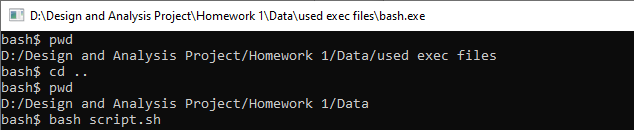 D:\Design and Analysis Project\Homework 1\Data\used exec files\bash.exe
bash$ pwd
D:/Design and Analysis Project/Homework 1/Data/used exec files
bash$ cd ..
bash$ pwd
D:/Design and Analysis Project/Homework 1/Data
bash$ bash script.sh